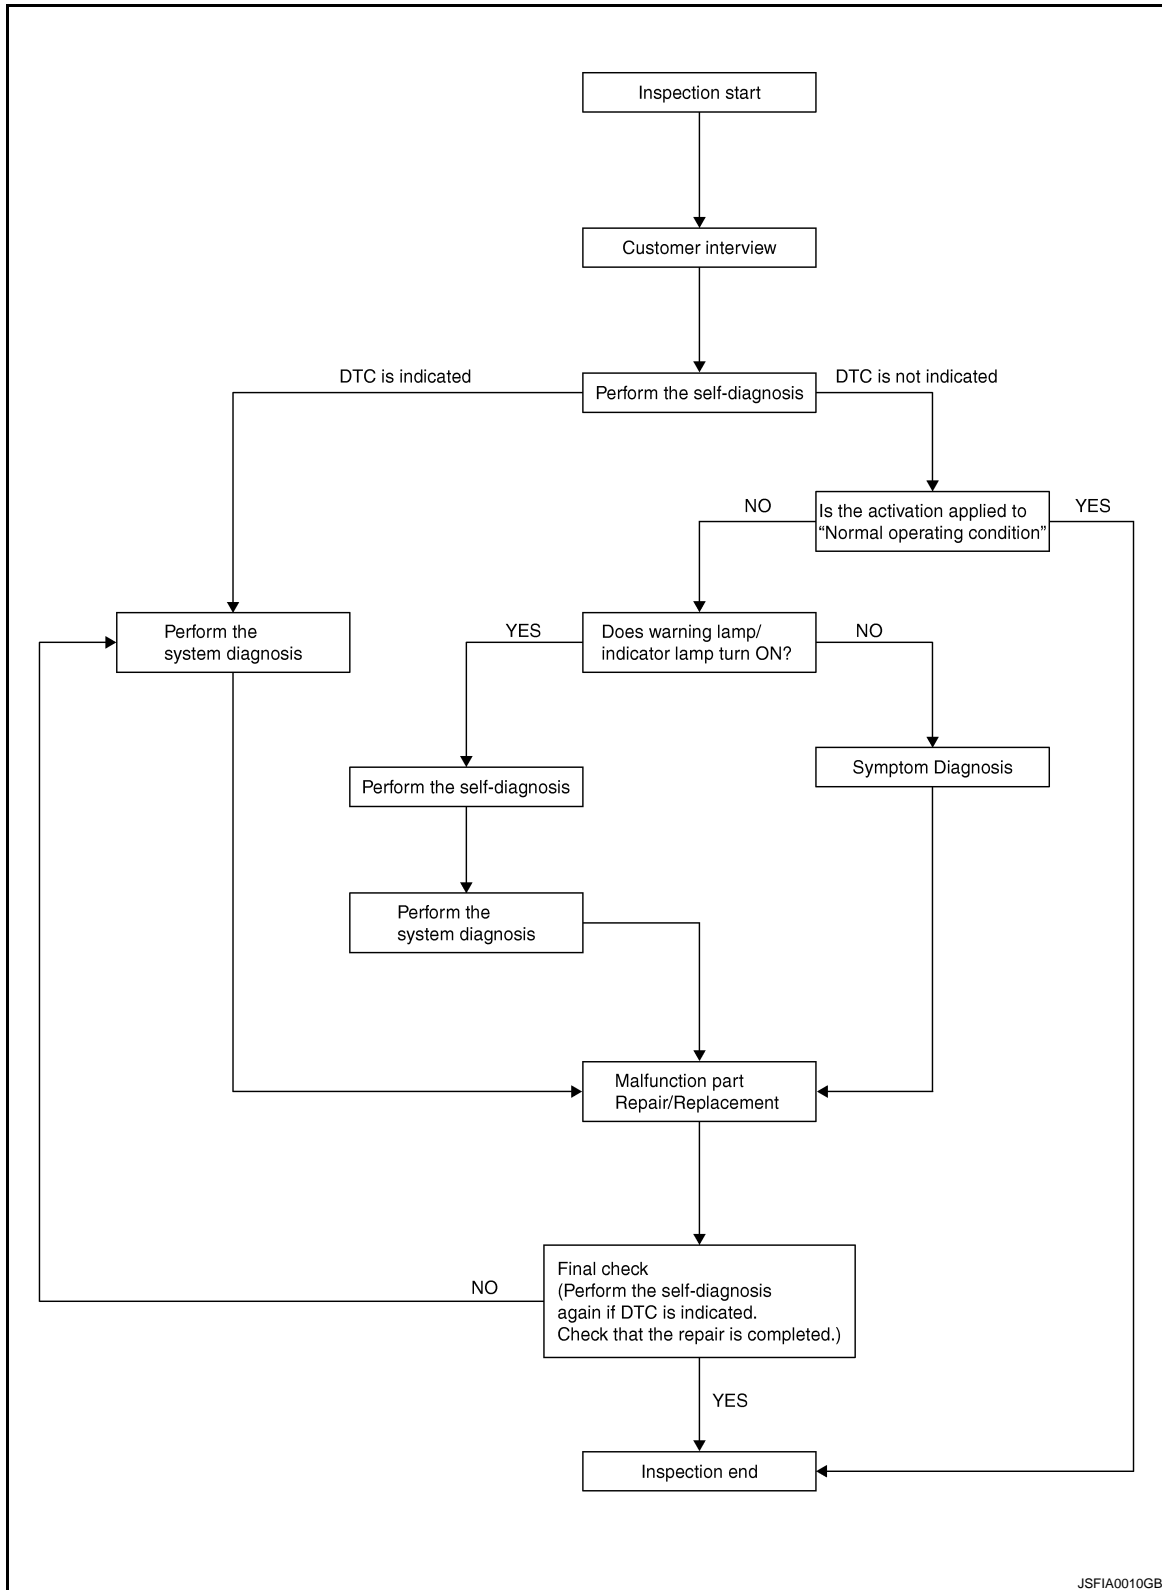 Inspection start
Customer interview
DTC is indicated
DTC is not indicated
Perform the self-diagnosis
NO
Is the activation applied to
“Normal operating condition”
YES
Perform the
system diagnosis
YES
Does warning lamp/
indicator lamp turn ON?
NO
Perform the self-diagnosis
Symptom Diagnosis
Perform the
system diagnosis
Malfunction part
Repair/Replacement
NO
Final check
(Perform the self-diagnosis
again if DTC is indicated.
Check that the repair is completed.)
YES
Inspection end
JSFIA0010GB